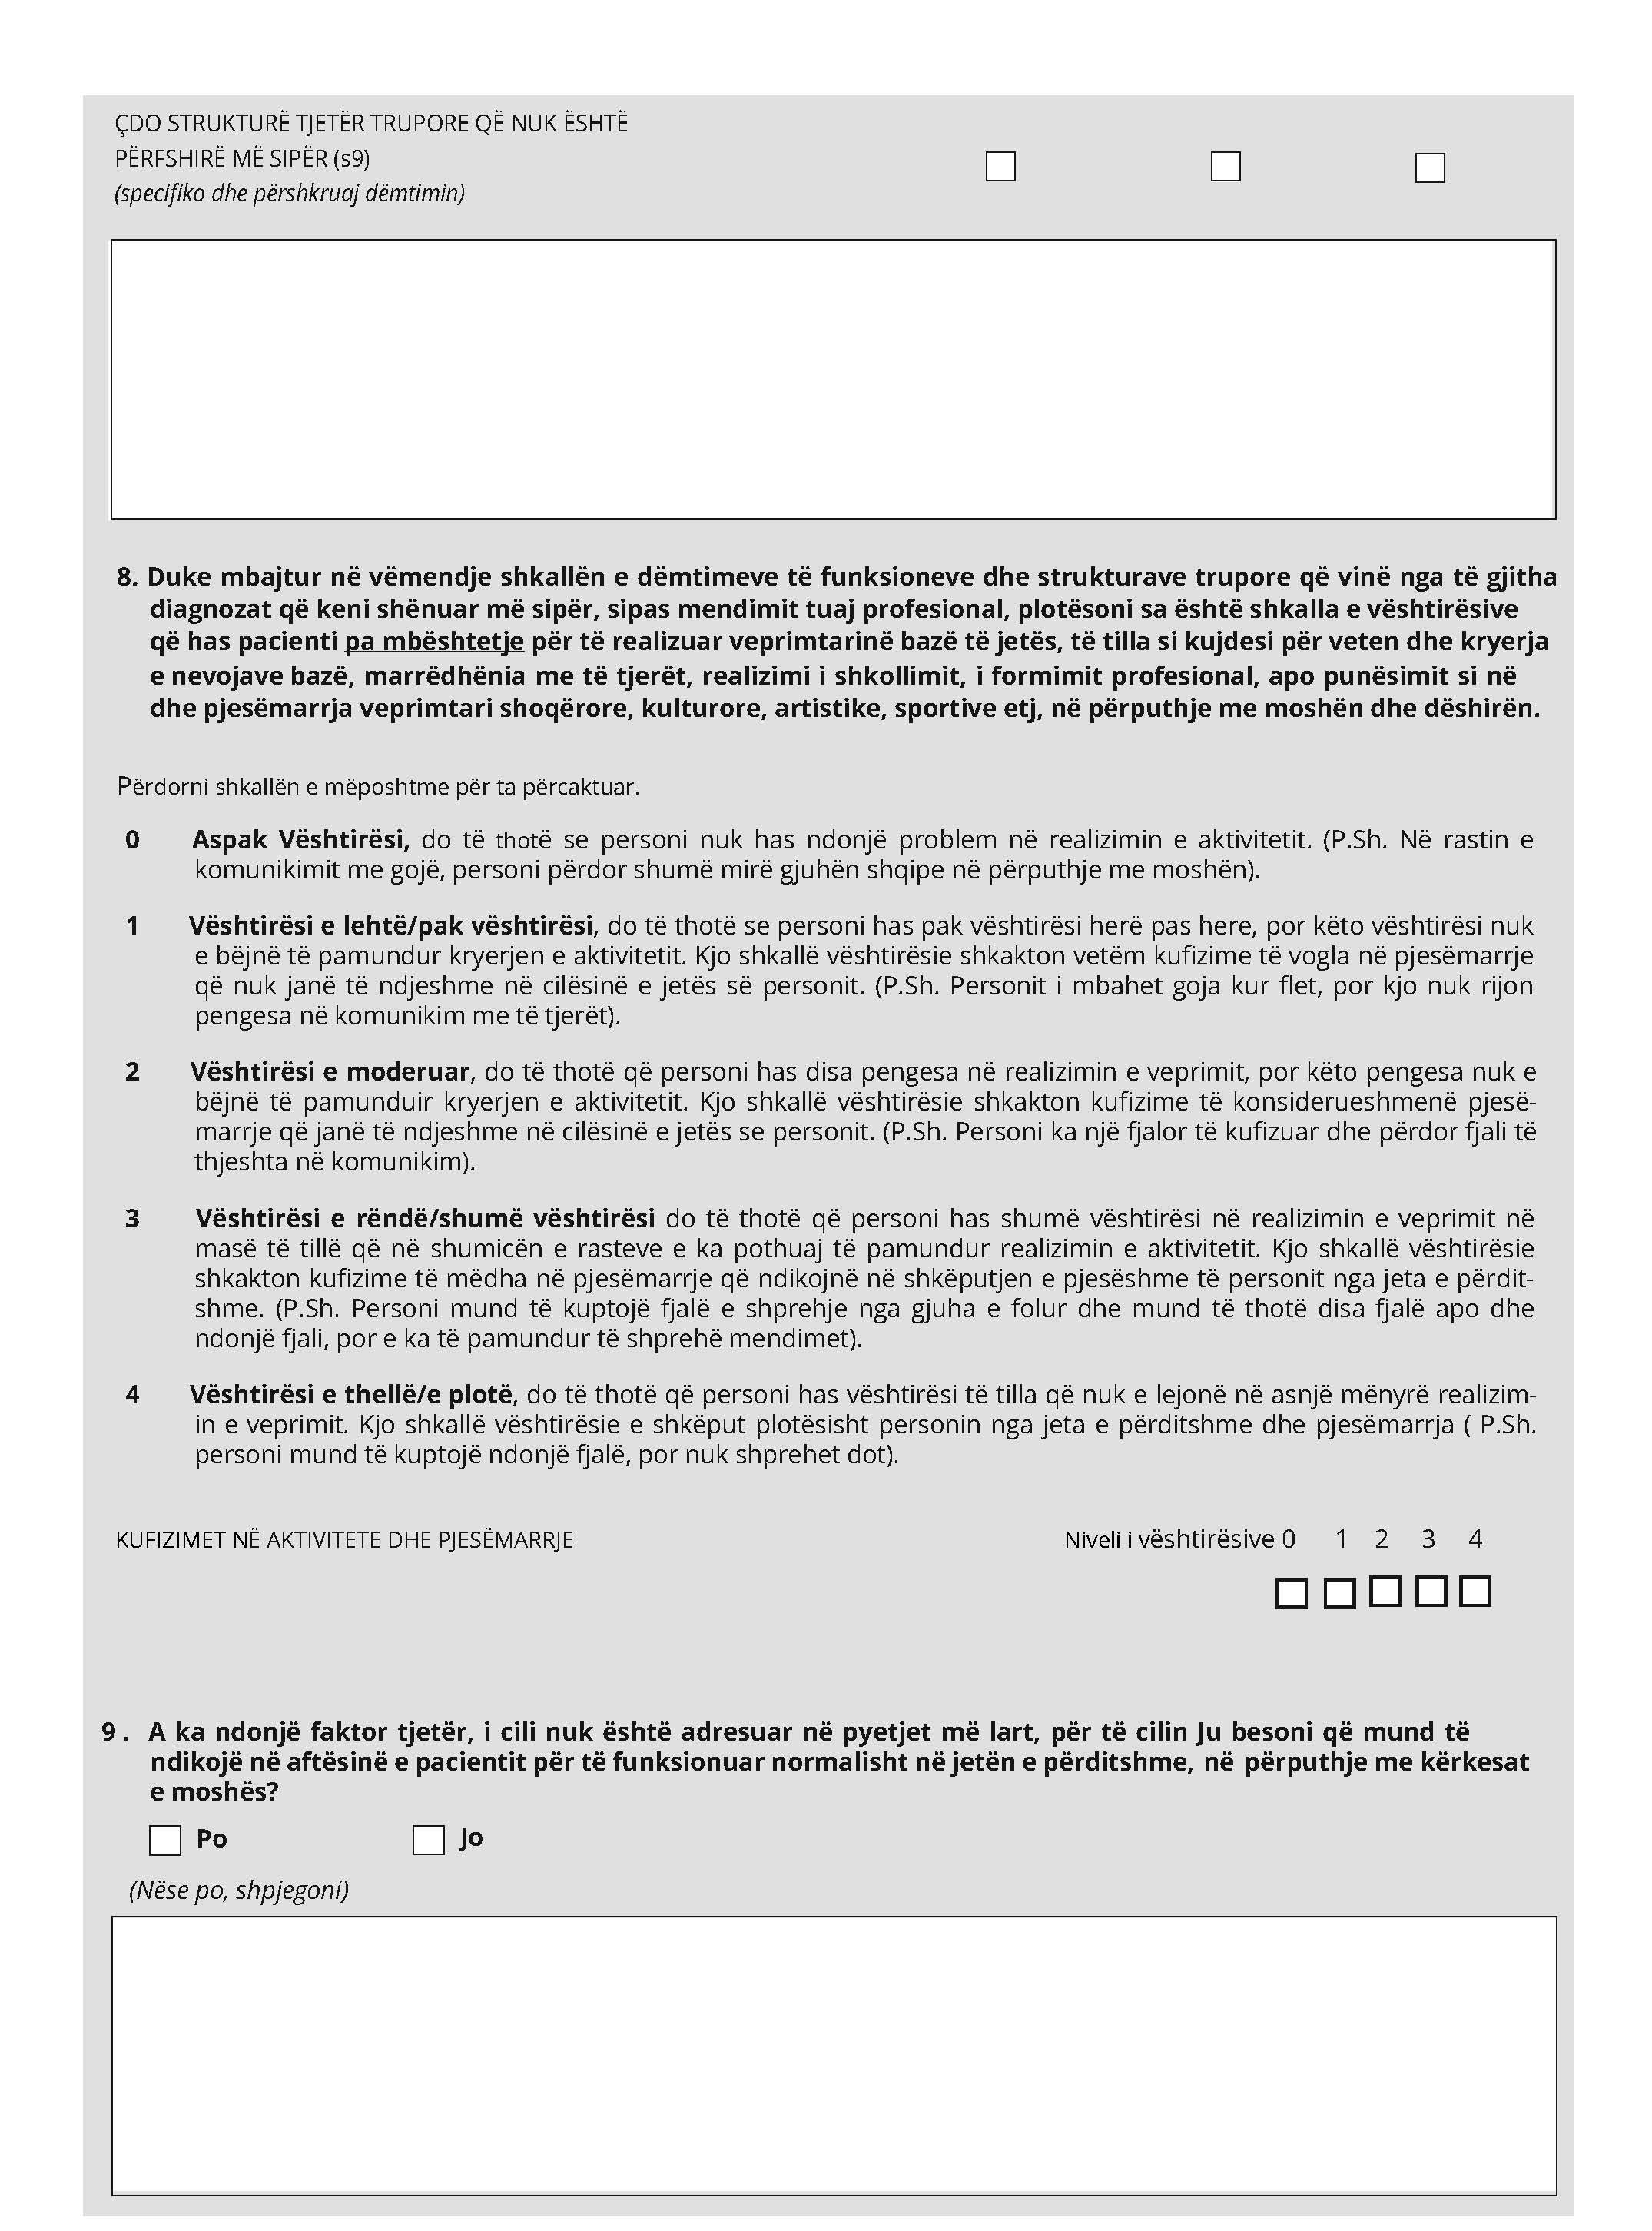 ÇDO STRUKTURË TJETËR TRUPORE QË NUK ËSHTË
PËRFSHIRË MË SIPËR (s9)
(specifiko dhe përshkruaj dëmtimin)
8. Duke mbajtur në vëmendje shkallën e dëmtimeve të funksioneve dhe strukturave trupore që vinë nga të gjitha
diagnozat që keni shënuar më sipër, sipas mendimit tuaj profesional, plotësoni sa është shkalla e vështirësive
që has pacienti pa mbështetje për të realizuar veprimtarinë bazë të jetës, të tilla si kujdesi për veten dhe kryerja
e nevojave bazë, marrëdhënia me të tjerët, realizimi i shkollimit, i formimit profesional, apo punësimit si në
dhe pjesëmarrja veprimtari shoqërore, kulturore, artistike, sportive etj, në përputhje me moshën dhe dëshirën.
Përdorni shkallën e mëposhtme për ta përcaktuar.
0 Aspak Vështirësi, do të thotë se personi nuk has ndonjë problem në realizimin e aktivitetit. (P.Sh. Në rastin e
komunikimit me gojë, personi përdor shumë mirë gjuhën shqipe në përputhje me moshën).
1 Vështirësi e lehtë/pak vështirësi, do të thotë se personi has pak vështirësi herë pas here, por këto vështirësi nuk
e bëjnë të pamundur kryerjen e aktivitetit. Kjo shkallë vështirësie shkakton vetëm kufizime të vogla në pjesëmarrje
që nuk janë të ndjeshme në cilësinë e jetës së personit. (P.Sh. Personit i mbahet goja kur flet, por kjo nuk rijon
pengesa në komunikim me të tjerët).
2 Vështirësi e moderuar, do të thotë që personi has disa pengesa në realizimin e veprimit, por këto pengesa nuk e
bëjnë të pamunduir kryerjen e aktivitetit. Kjo shkallë vështirësie shkakton kufizime të konsiderueshmenë pjesë-
marrje që janë të ndjeshme në cilësinë e jetës se personit. (P.Sh. Personi ka një fjalor të kufizuar dhe përdor fjali të
thjeshta në komunikim).
3 Vështirësi e rëndë/shumë vështirësi do të thotë që personi has shumë vështirësi në realizimin e veprimit në
masë të tillë që në shumicën e rasteve e ka pothuaj të pamundur realizimin e aktivitetit. Kjo shkallë vështirësie
shkakton kufizime të mëdha në pjesëmarrje që ndikojnë në shkëputjen e pjesëshme të personit nga jeta e përdit-
shme. (P.Sh. Personi mund të kuptojë fjalë e shprehje nga gjuha e folur dhe mund të thotë disa fjalë apo dhe
ndonjë fjali, por e ka të pamundur të shprehë mendimet).
4 Vështirësi e thellë/e plotë, do të thotë që personi has vështirësi të tilla që nuk e lejonë në asnjë mënyrë realizim-
in e veprimit. Kjo shkallë vështirësie e shkëput plotësisht personin nga jeta e përditshme dhe pjesëmarrja ( P.Sh.
personi mund të kuptojë ndonjë fjalë, por nuk shprehet dot).
KUFIZIMET NË AKTIVITETE DHE PJESËMARRJE Niveli i vështirësive 0 1 2 3 4
9 . A ka ndonjë faktor tjetër, i cili nuk është adresuar në pyetjet më lart, për të cilin Ju besoni që mund të
ndikojë në aftësinë e pacientit për të funksionuar normalisht në jetën e përditshme, në përputhje me kërkesat
e moshës?
Po Jo
(Nëse po, shpjegoni)